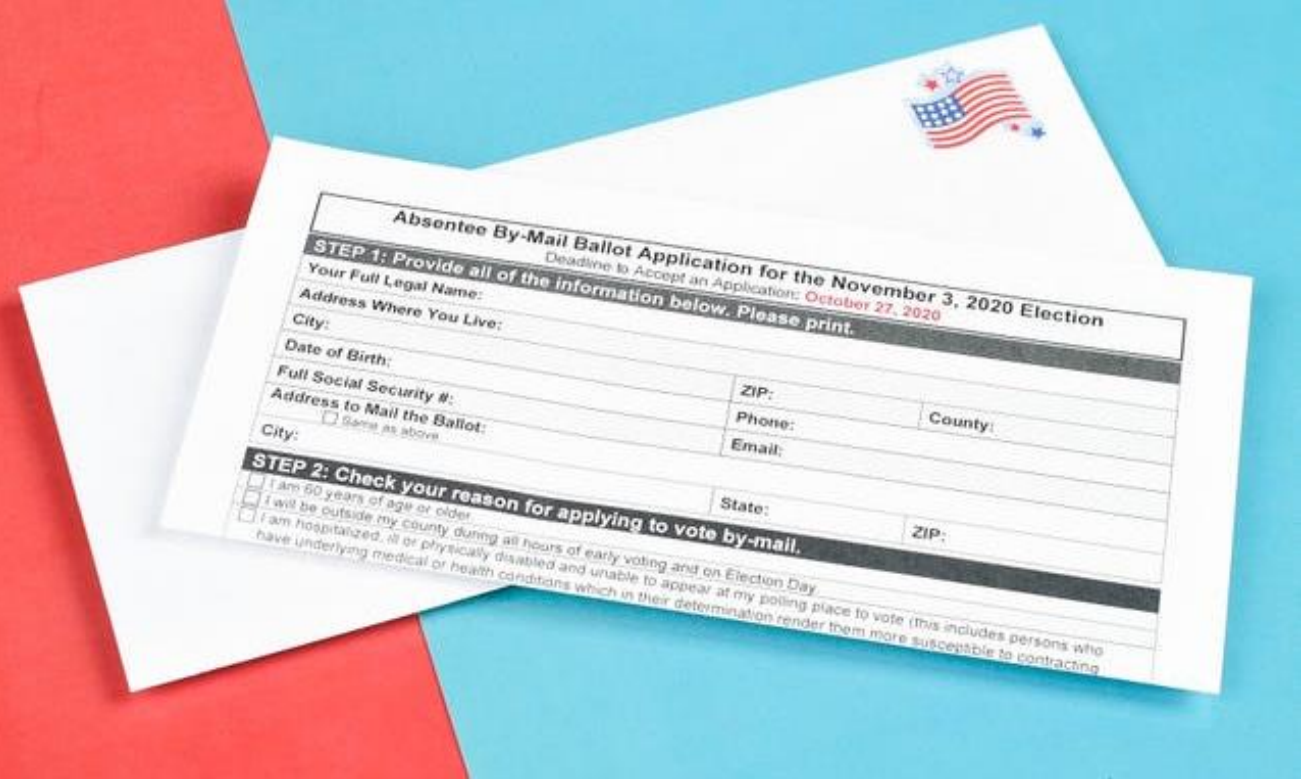 Absentee By-Mail Ballot Application for the November 3, 2020 Election
Deadline to Accept an Application: October 27, 2020
STEP 1: Provide all of the information below. Please print.
Your Full Legal Name:
Address Where You Live:
City:
ZIP:
County:
Date of Birth:
Phone:
Full Social Security #:
Email:
Address to Mail the Ballot:
Same as above
City:
State:
ZIP:
STEP 2: Check your reason for applying to vote by-mail.
I am 60 years of age or older
I will be outside my county during all hours of early voting and on Election Day
I am hospitalized, ill or physically disabled and unable to appear at my polling place to vote (this includes persons who
have underlying medical or health conditions which in their determination render them more susceptible to contracting